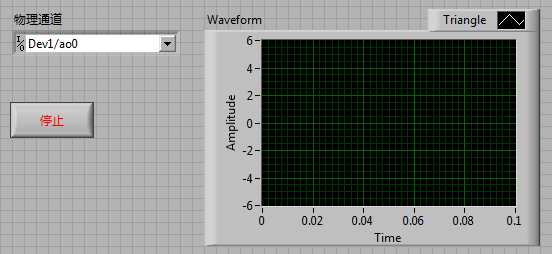 物理通道
I/O Dev1/ao0
停止
Waveform
Triangle
Amplitude
6
4
2
0
-2
-4
-6
0 0.02 0.04 0.06 0.08 0.1
Time